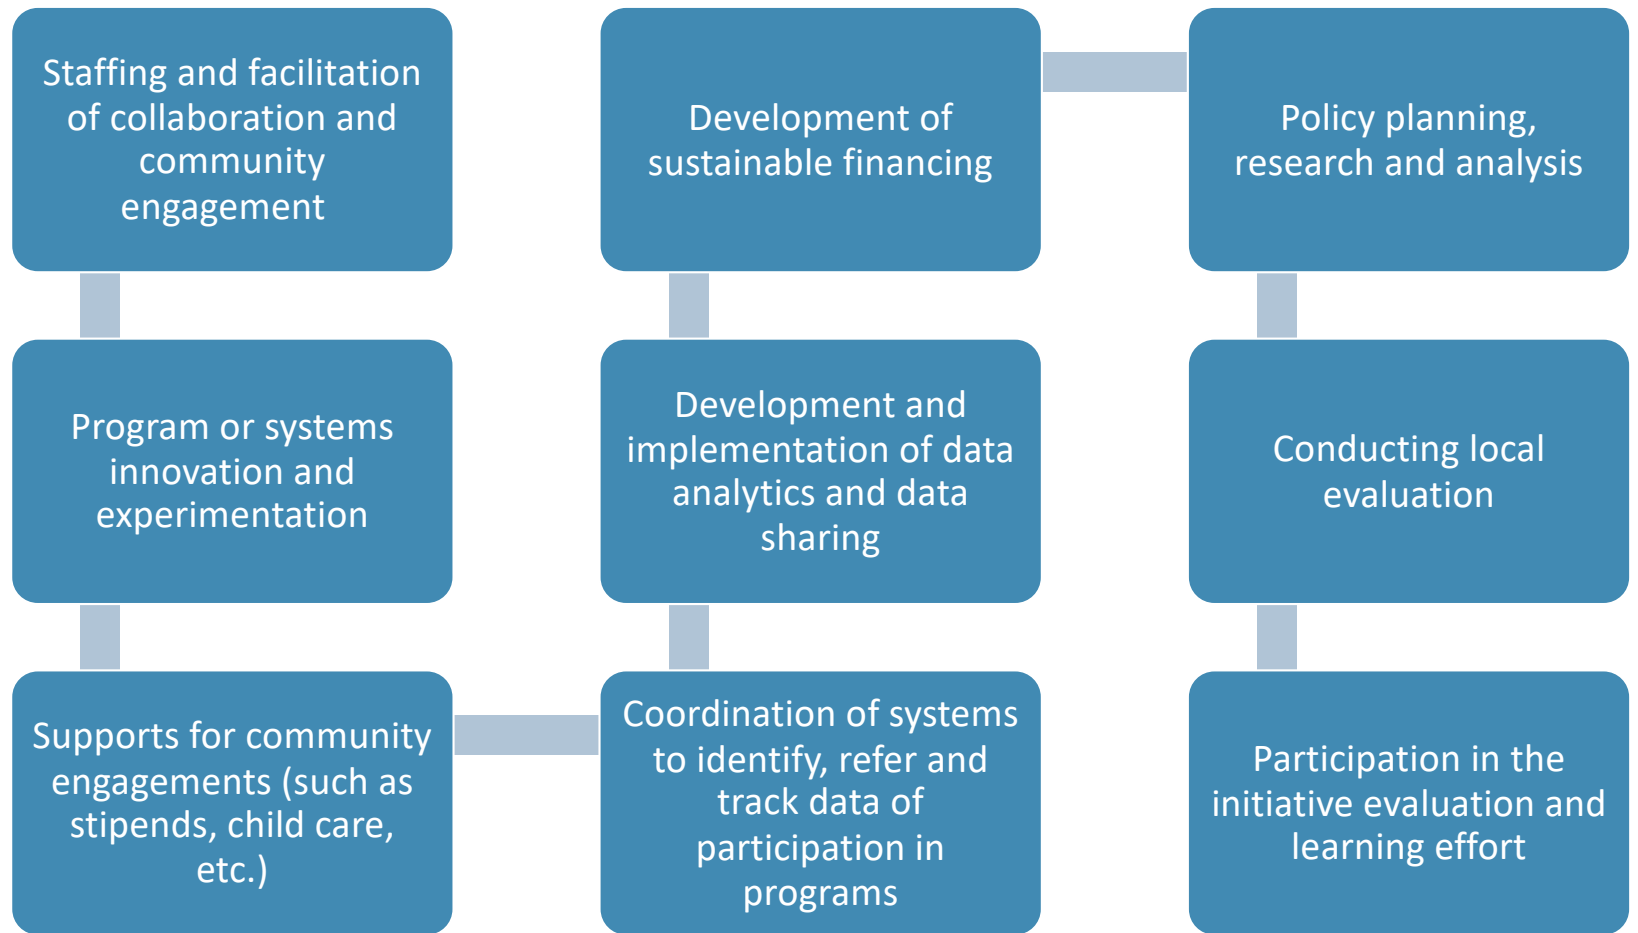 Staffing and facilitation
of collaboration and
community
engagement
Program or systems
innovation and
experimentation
Supports for community
engagements (such as
stipends, child care,
etc.)
Coordination of systems
to identify, refer and
track data of
participation in
programs
Development and
implementation of data
analytics and data
sharing
Development of
sustainable financing
Policy planning,
research and analysis
Conducting local
evaluation
Participation in the
initiative evaluation and
learning effort